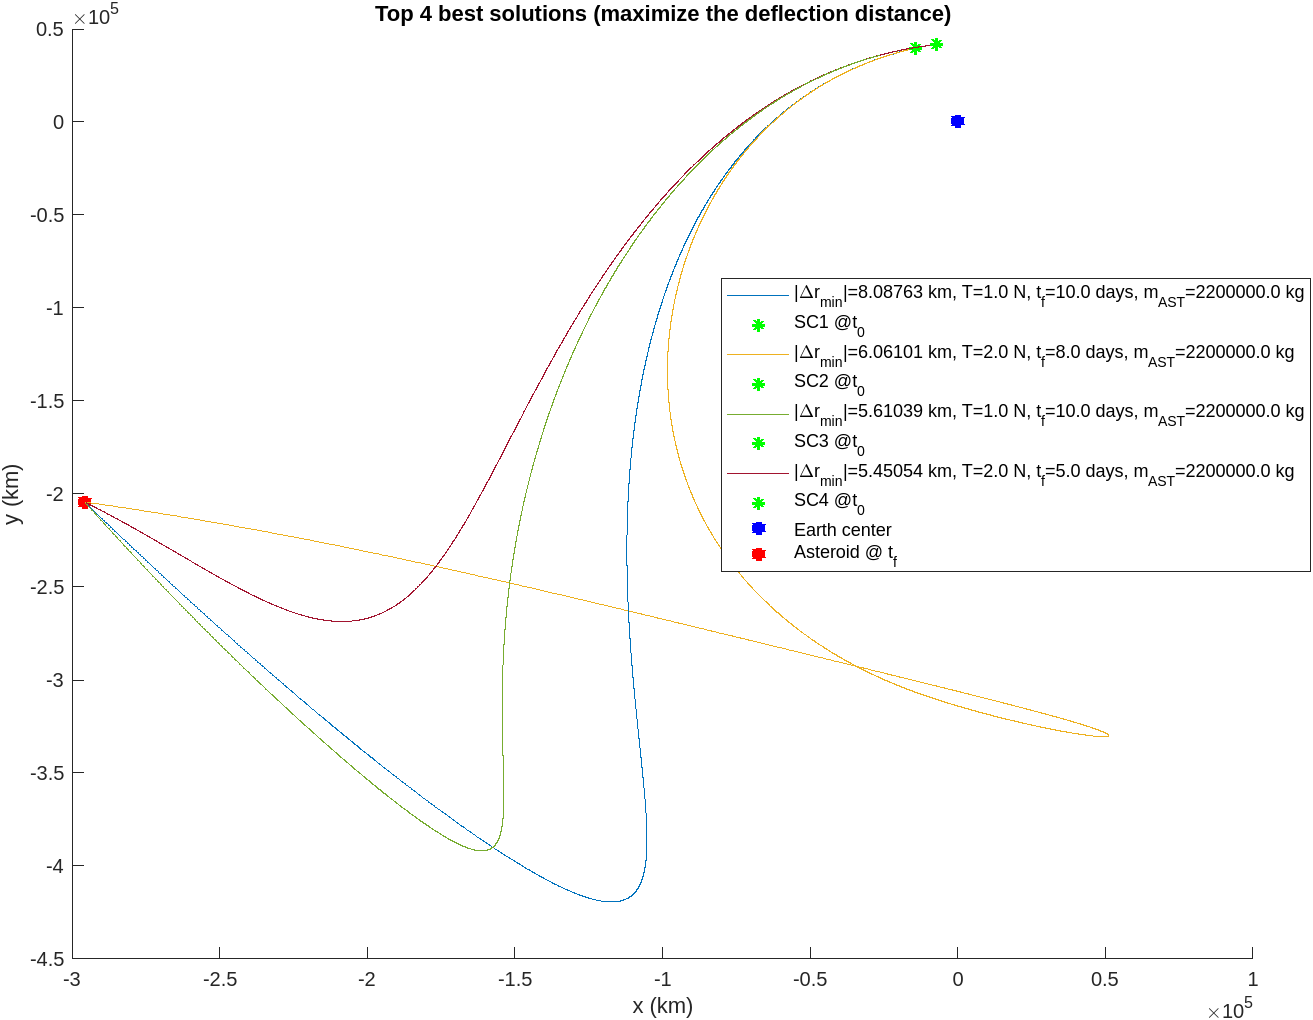 Top 4 best solutions (maximize the deflection distance)
×10^5
0.5
0
-0.5
-1
-1.5
-2
-2.5
-3
-3.5
-4
-4.5
y (km)
|Δr_min|=8.08763 km, T=1.0 N, t_f=10.0 days, m_AST=2200000.0 kg
SC1 @t_0
|Δr_min|=6.06101 km, T=2.0 N, t_f=8.0 days, m_AST=2200000.0 kg
SC2 @t_0
|Δr_min|=5.61039 km, T=1.0 N, t_f=10.0 days, m_AST=2200000.0 kg
SC3 @t_0
|Δr_min|=5.45054 km, T=2.0 N, t_f=5.0 days, m_AST=2200000.0 kg
SC4 @t_0
Earth center
Asteroid @ t_f
-3 -2.5 -2 -1.5 -1 -0.5 0 0.5 1
x (km)
×10^5